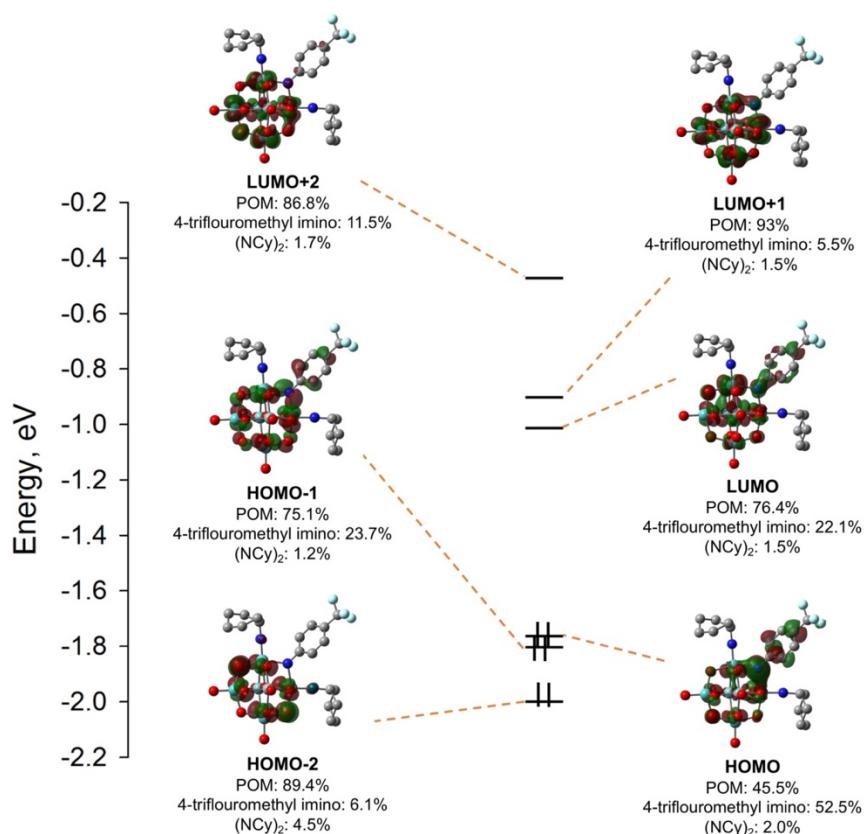 LUMO+2
POM: 86.8%
4-triflouromethyl imino: 11.5%
(NCy)₂: 1.7%
LUMO+1
POM: 93%
4-triflouromethyl imino: 5.5%
(NCy)₂: 1.5%
Energy, eV
-0.2
-0.4
-0.6
-0.8
-1.0
-1.2
-1.4
-1.6
-1.8
-2.0
-2.2
HOMO-1
POM: 75.1%
4-triflouromethyl imino: 23.7%
(NCy)₂: 1.2%
LUMO
POM: 76.4%
4-triflouromethyl imino: 22.1%
(NCy)₂: 1.5%
HOMO-2
POM: 89.4%
4-triflouromethyl imino: 6.1%
(NCy)₂: 4.5%
HOMO
POM: 45.5%
4-triflouromethyl imino: 52.5%
(NCy)₂: 2.0%